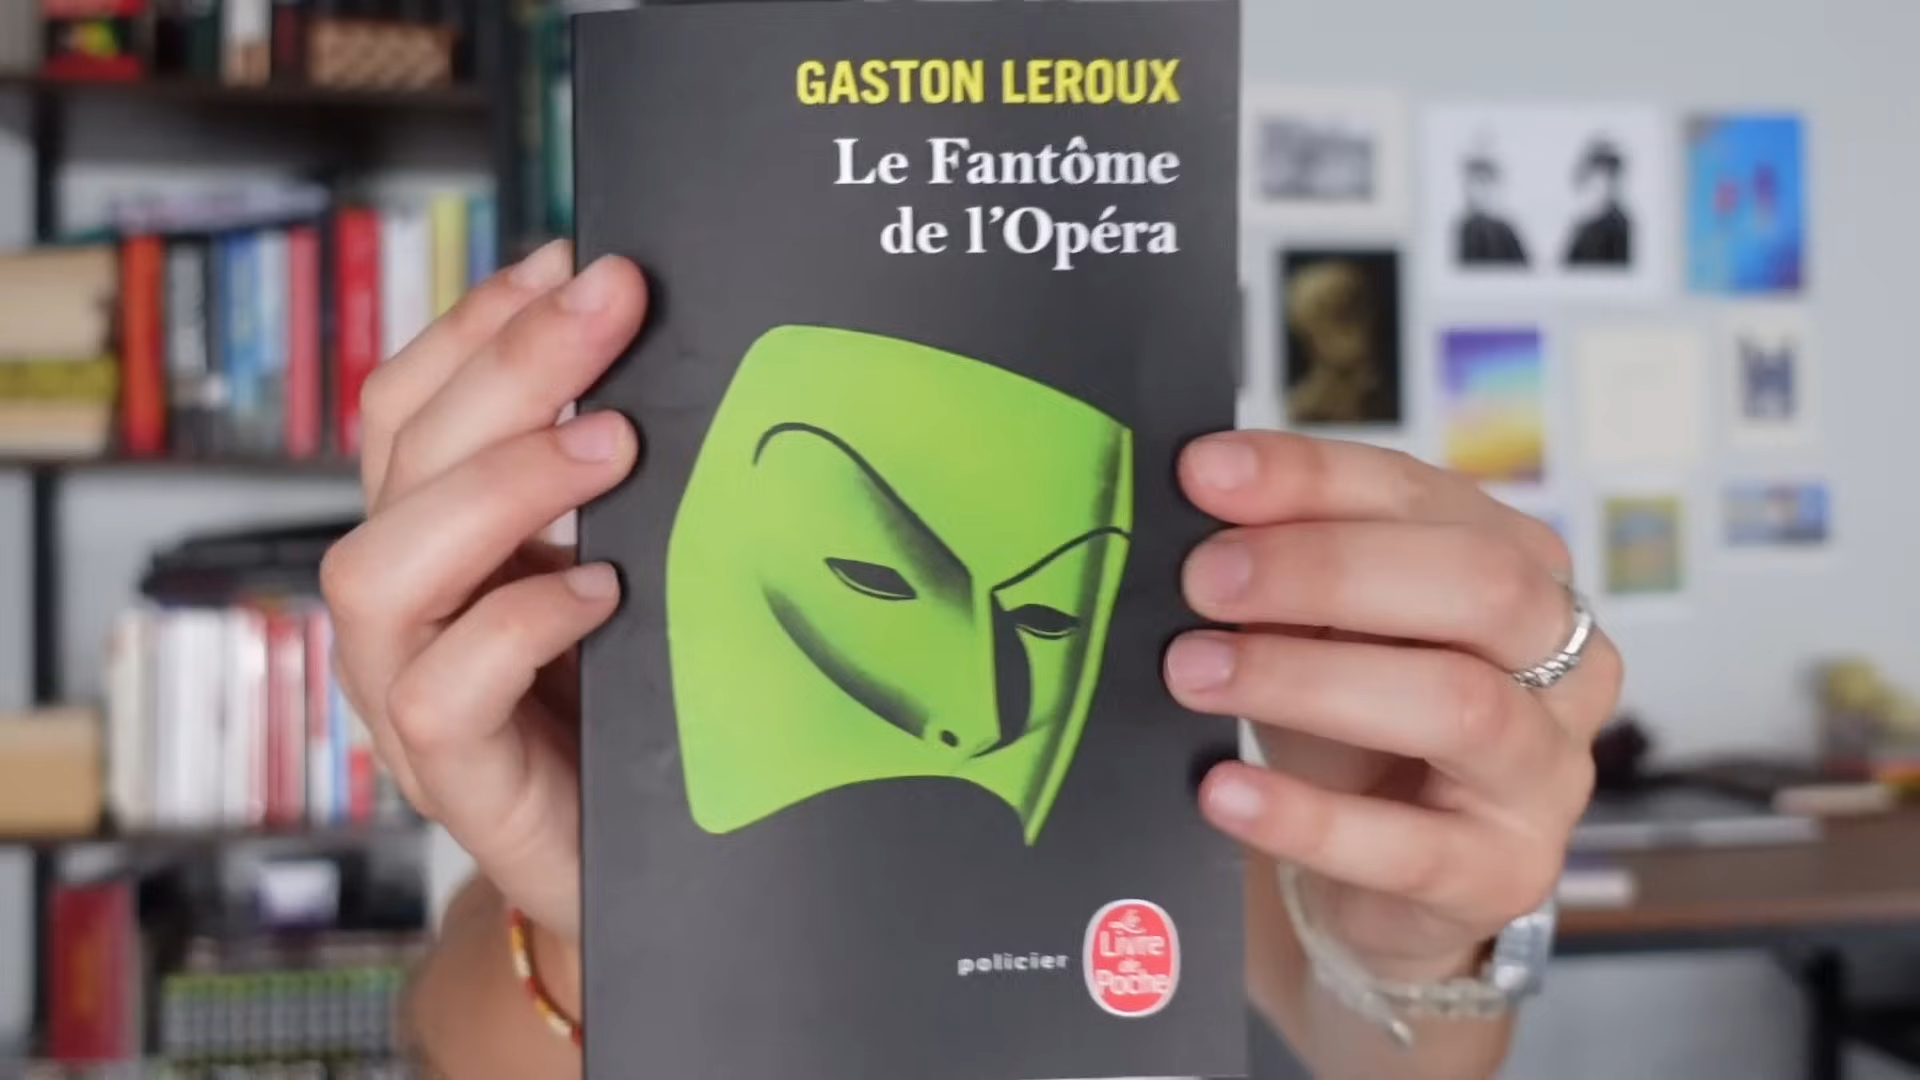 GASTON LEROUX
Le Fantôme
de l’Opéra
policier
Le
Livre
de
Poche